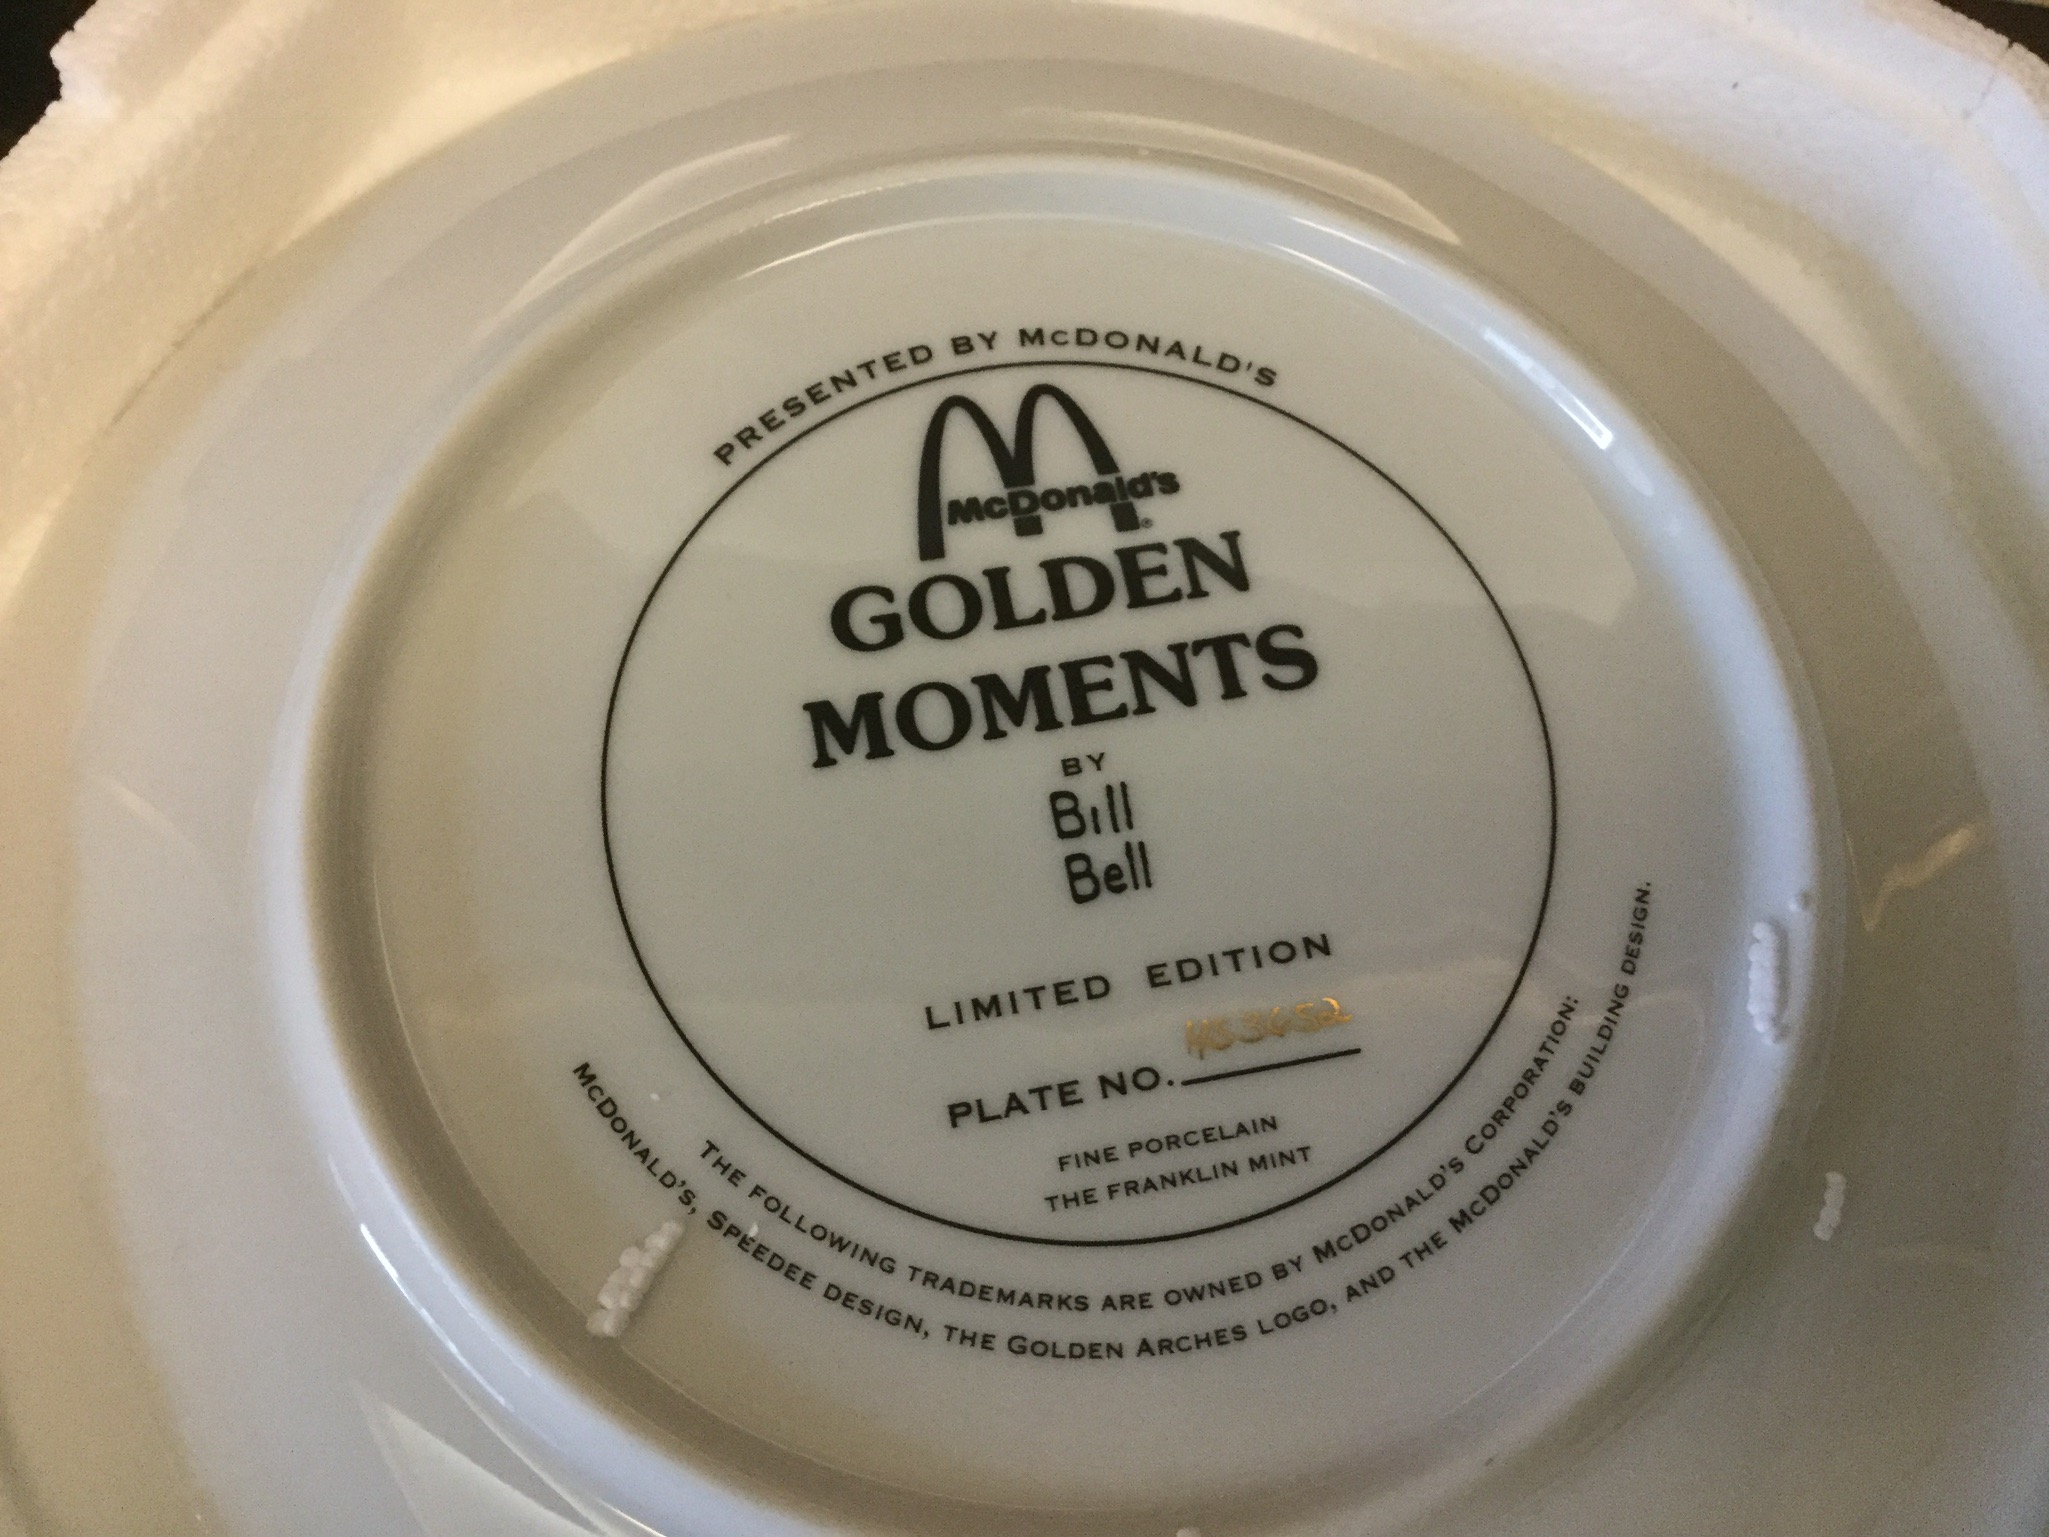 PRESENTED BY McDONALD'S
McDonald's ®
GOLDEN
MOMENTS
BY
Bill
Bell
LIMITED EDITION
PLATE NO.
FINE PORCELAIN
THE FRANKLIN MINT
THE FOLLOWING TRADEMARKS ARE OWNED BY McDONALD'S CORPORATION:
McDONALD'S, SPEEDEE DESIGN, THE GOLDEN ARCHES LOGO, AND THE McDONALD'S BUILDING DESIGN.